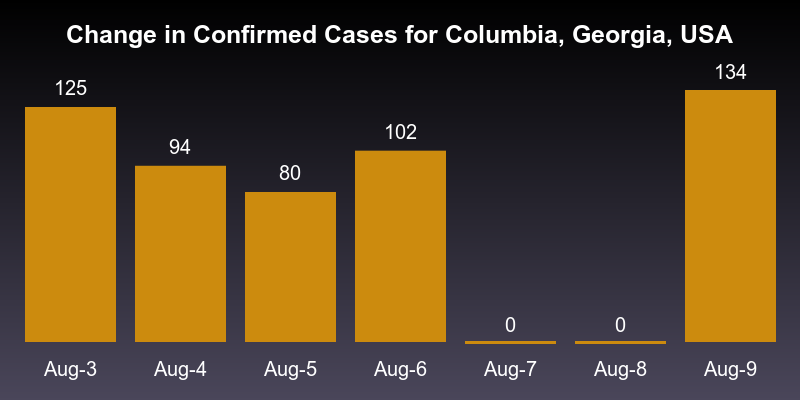 Change in Confirmed Cases for Columbia, Georgia, USA
125
94
80
102
0
0
134
Aug-3
Aug-4
Aug-5
Aug-6
Aug-7
Aug-8
Aug-9